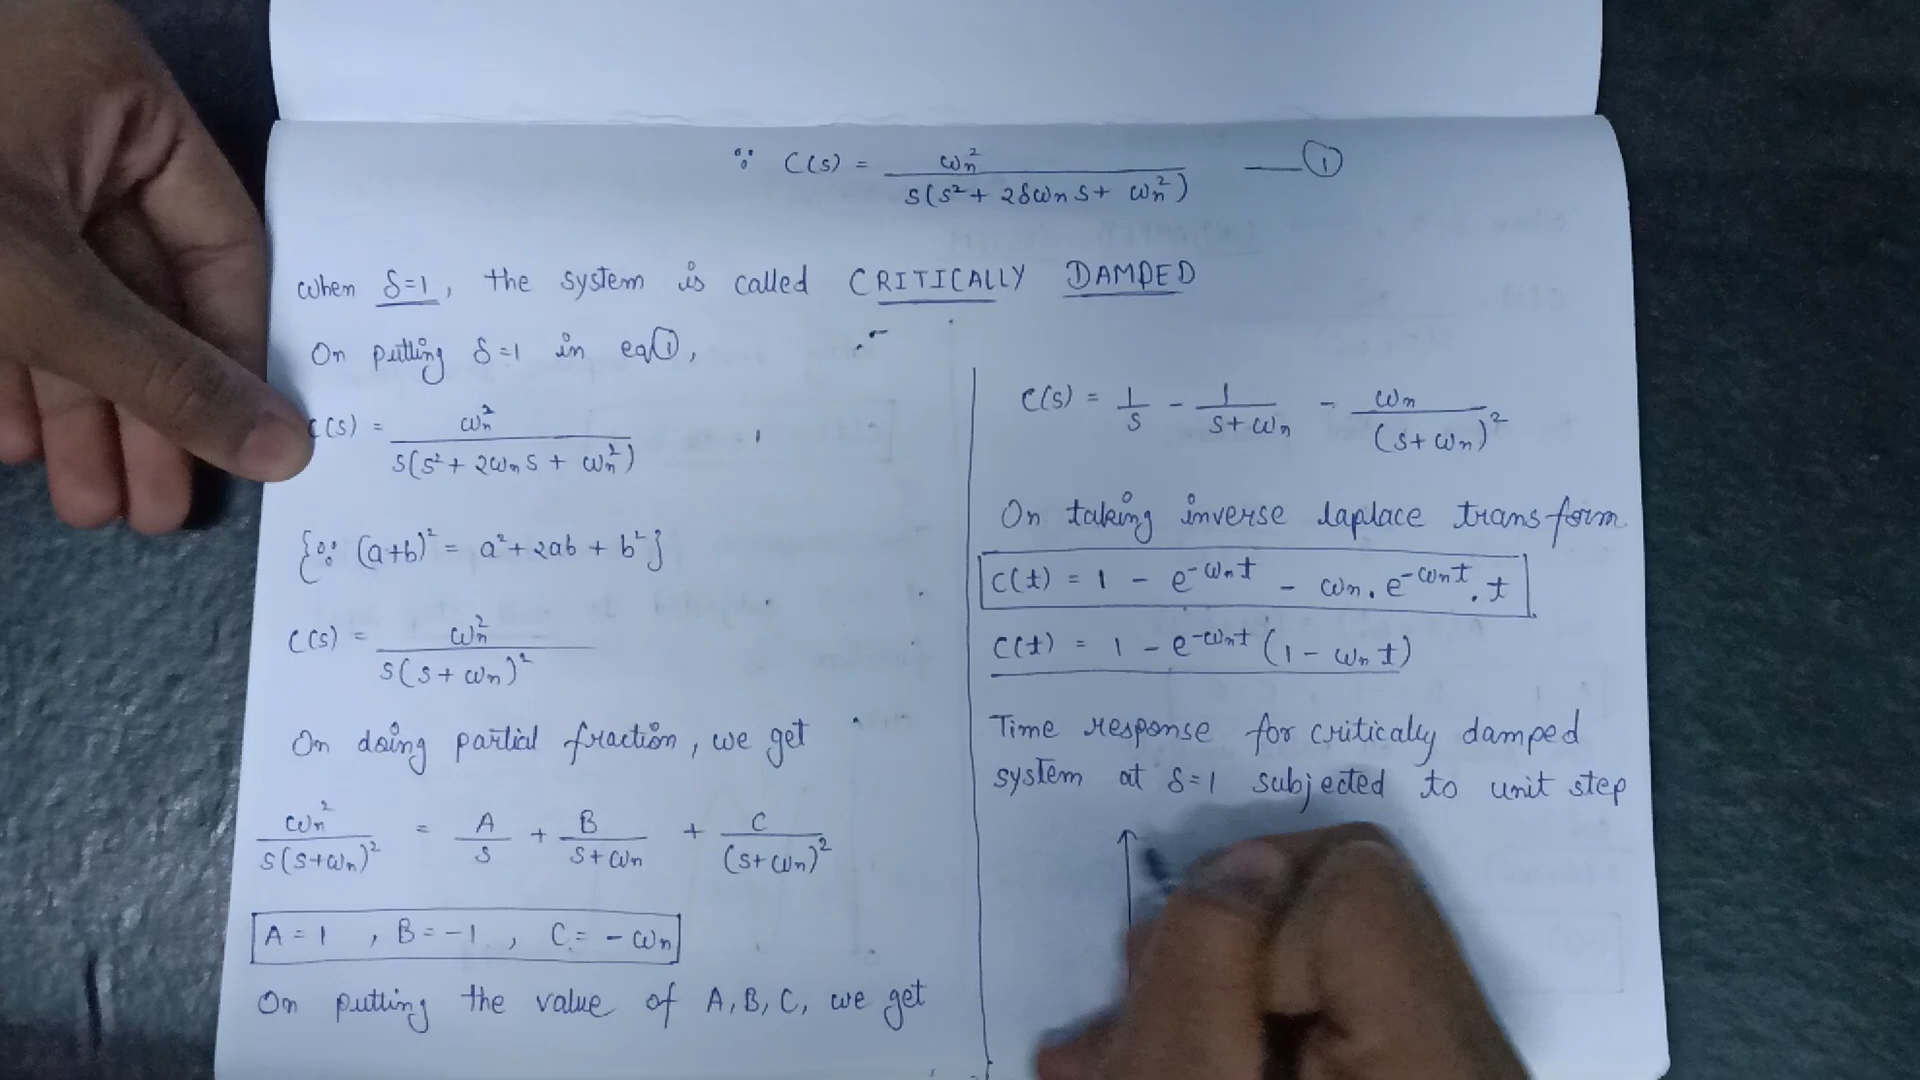 ∵ C(s) = ωn² / s(s² + 2δωn s + ωn²) —— ①
When δ=1, the system is called CRITICALLY DAMPED
On putting δ=1 in eq①,
C(s) = ωn² / s(s² + 2ωn s + ωn²)
{∵ (a+b)² = a² + 2ab + b²}
C(s) = ωn² / s(s + ωn)²
On doing partial fraction, we get
ωn² / s(s+ωn)² = A/s + B/(s+ωn) + C/(s+ωn)²
A = 1 , B = -1 , C = - ωn
On putting the value of A, B, C, we get
C(s) = 1/s - 1/(s+ωn) - ωn/(s+ωn)²
On taking inverse laplace transform
C(t) = 1 - e^-ωnt - ωn . e^-ωnt . t
C(t) = 1 - e^-ωnt (1 - ωn t)
Time response for critically damped
system at δ=1 subjected to unit step